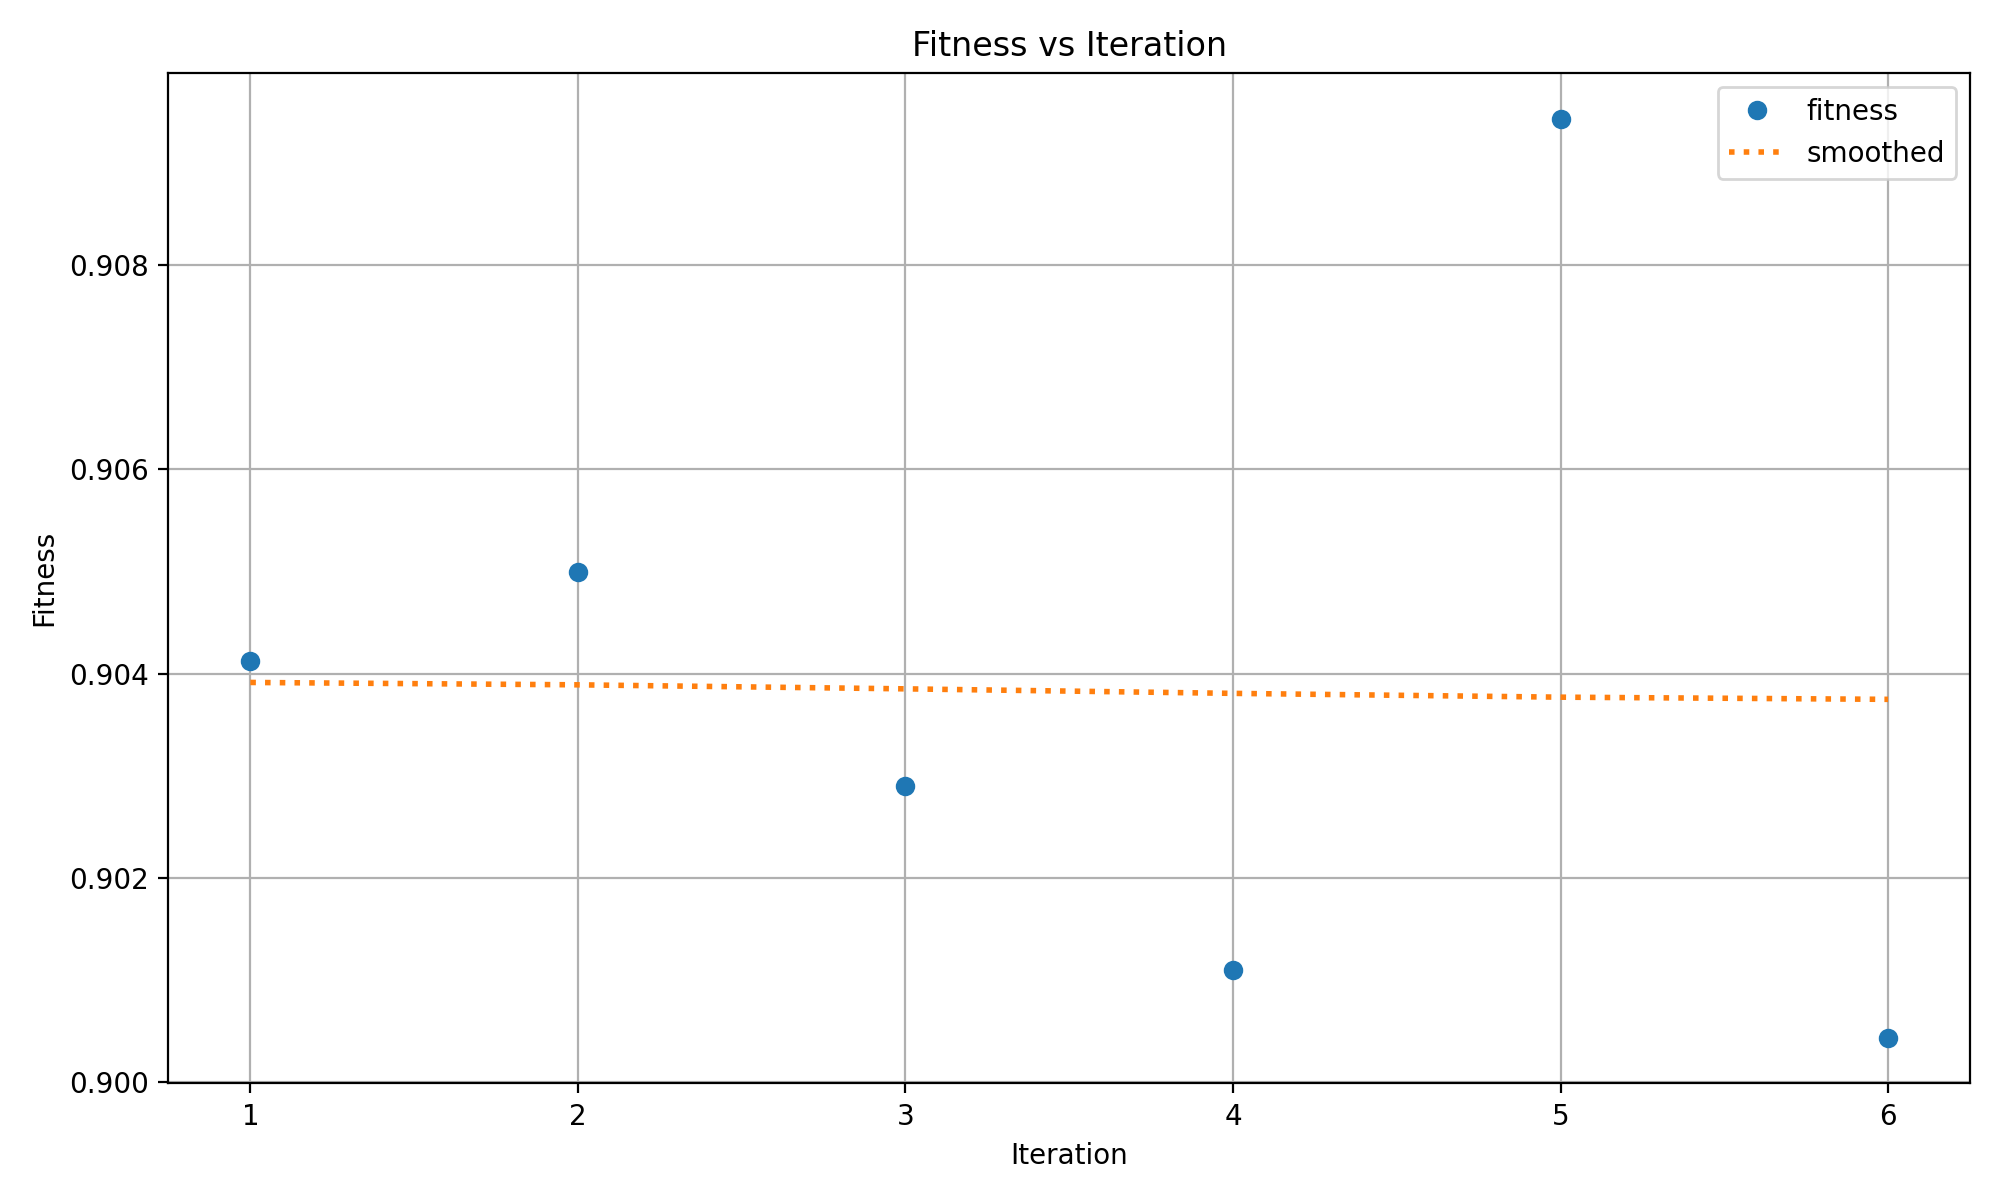 Fitness vs Iteration
fitness
smoothed
0.908
0.906
0.904
0.902
0.900
Fitness
1 2 3 4 5 6
Iteration